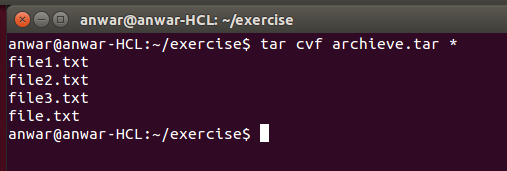 anwar@anwar-HCL: ~/exercise
anwar@anwar-HCL:~/exercise$ tar cvf archieve.tar *
file1.txt
file2.txt
file3.txt
file.txt
anwar@anwar-HCL:~/exercise$